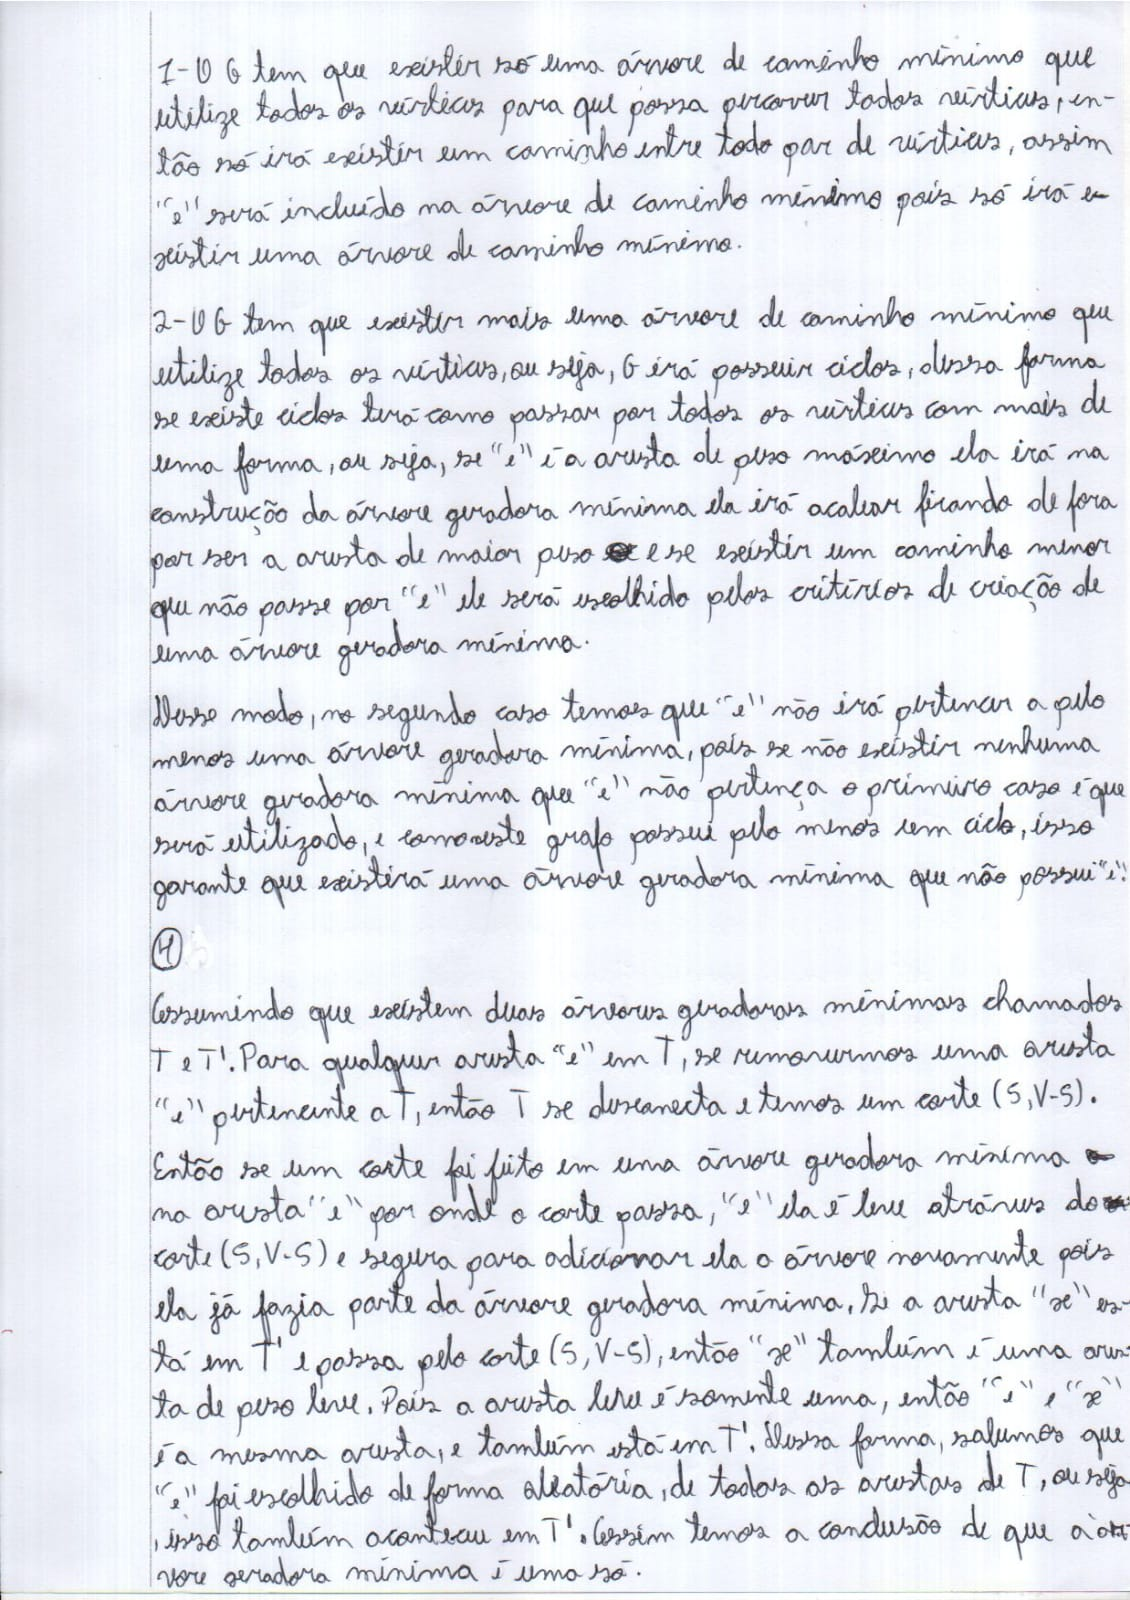 1-O G tem que existir só uma árvore de caminho mínimo que
utilize todos os vértices para que possa percorrer todos vértices, en-
tão só irá existir um caminho entre todo par de vértices, assim
"e" será incluído na árvore de caminho mínimo pois só irá e-
xistir uma árvore de caminho mínimo.
2-O G tem que existir mais uma árvore de caminho mínimo que
utilize todos os vértices, ou seja, G irá possuir ciclos, dessa forma
se existe ciclos terá como passar por todos os vértices com mais de
uma forma, ou seja, se "e" é a aresta de peso máximo ela irá na
construção da árvore geradora mínima ela irá acabar ficando de fora
por ser a aresta de maior peso e se existir um caminho menor
que não passe por "e" ele será escolhido pelos critérios de criação de
uma árvore geradora mínima.
Desse modo, no segundo caso temos que "e" não irá pertencer a pelo
menos uma árvore geradora mínima, pois se não existir nenhuma
árvore geradora mínima que "e" não pertença o primeiro caso é que
será utilizado, e como este grafo possui pelo menos um ciclo, isso
garante que existirá uma árvore geradora mínima que não possui "e".
4
Assumindo que existem duas árvores geradoras mínimas chamados
T e T'. Para qualquer aresta "e" em T, se removermos uma aresta
"e" pertencente a T, então T se desconecta e temos um corte (S,V-S).
Então se um corte foi feito em uma árvore geradora mínima
na aresta "e" por onde o corte passa, "e" ela é leve atráves do
corte (S,V-S) e segura para adicionar ela a árvore novamente pois
ela já fazia parte da árvore geradora mínima. Se a aresta "x" es-
tá em T' e passa pelo corte (S,V-S), então "x" também é uma ares-
ta de peso leve. Pois a aresta leve é somente uma, então "e" e "x"
é a mesma aresta, e também está em T'. Dessa forma, sabemos que
"e" foi escolhido de forma aleatória, de todas as arestas de T, ou seja
, isso também aconteceu em T'. Assim temos a conclusão de que a ár
vore geradora mínima é uma só.